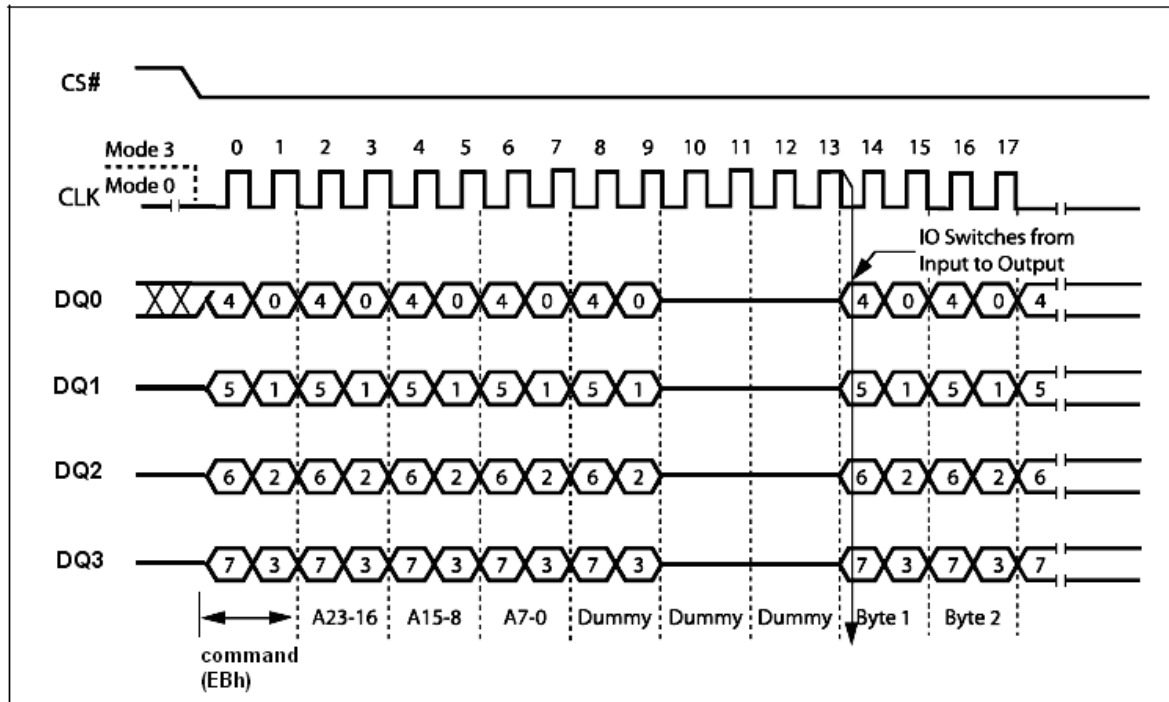 CS#
Mode 3
0 1 2 3 4 5 6 7 8 9 10 11 12 13 14 15 16 17
Mode 0
CLK
IO Switches from
Input to Output
DQ0 4 0 4 0 4 0 4 0 4 0 4 0 4 0 4
DQ1 5 1 5 1 5 1 5 1 5 1 5 1 5 1 5
DQ2 6 2 6 2 6 2 6 2 6 2 6 2 6 2 6
DQ3 7 3 7 3 7 3 7 3 7 3 7 3 7 3 7
A23-16 A15-8 A7-0 Dummy Dummy Dummy Byte 1 Byte 2
command
(EBh)